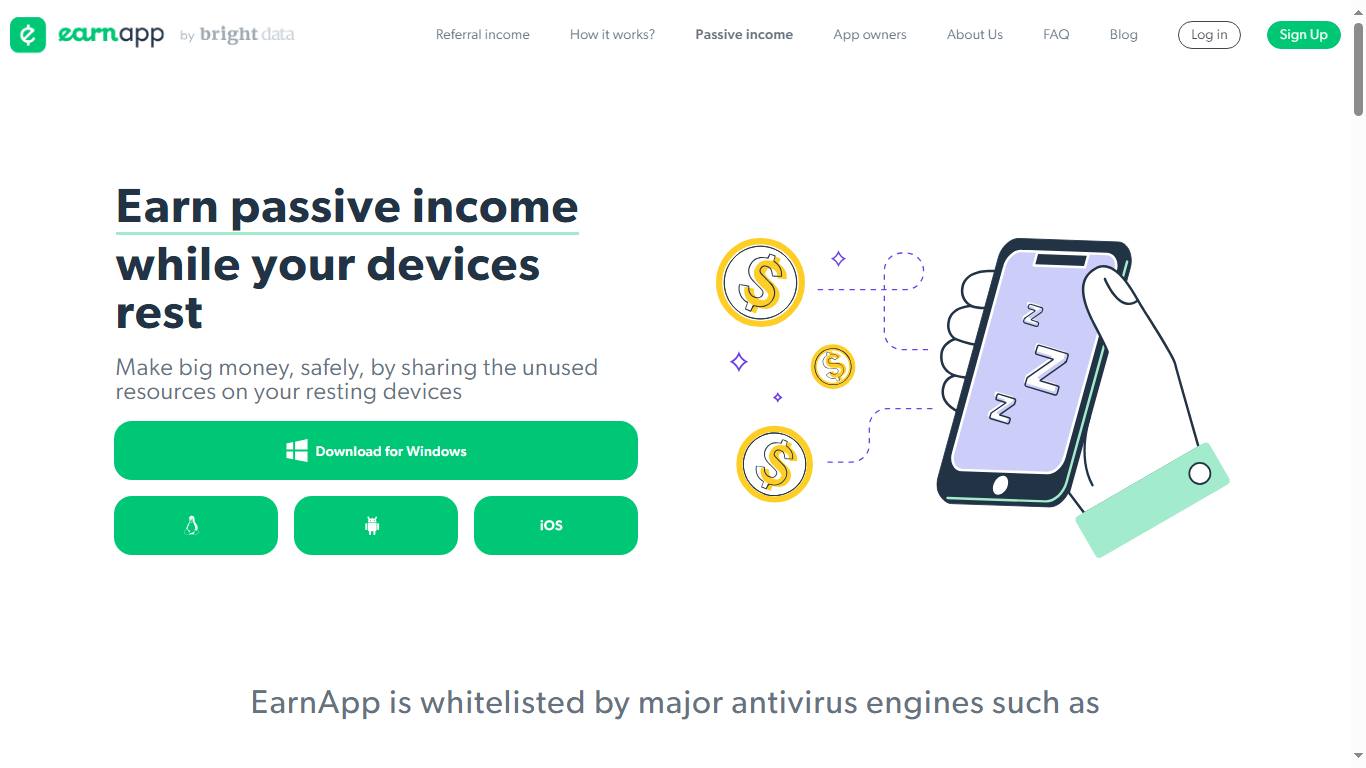 earnapp by bright data
Referral income
How it works?
Passive income
App owners
About Us
FAQ
Blog
Log in
Sign Up
Earn passive income
while your devices
rest
Make big money, safely, by sharing the unused
resources on your resting devices
Download for Windows
iOS
Z
Z
Z
EarnApp is whitelisted by major antivirus engines such as